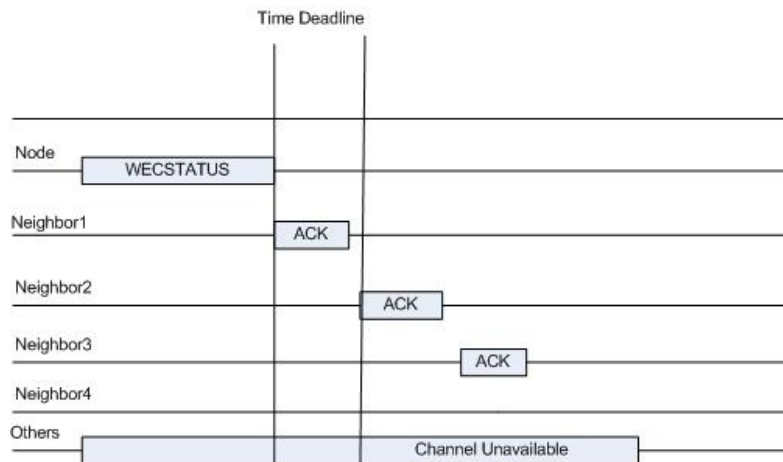 Time Deadline
Node
WECSTATUS
Neighbor1
ACK
Neighbor2
ACK
Neighbor3
ACK
Neighbor4
Others
Channel Unavailable